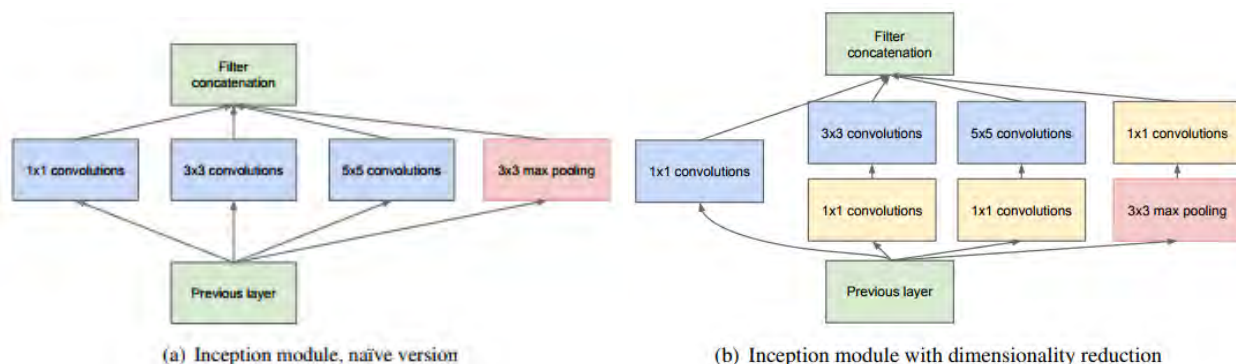 Filter
concatenation
1x1 convolutions
3x3 convolutions
5x5 convolutions
3x3 max pooling
Previous layer
(a) Inception module, naïve version
Filter
concatenation
3x3 convolutions
5x5 convolutions
1x1 convolutions
1x1 convolutions
1x1 convolutions
1x1 convolutions
3x3 max pooling
Previous layer
(b) Inception module with dimensionality reduction